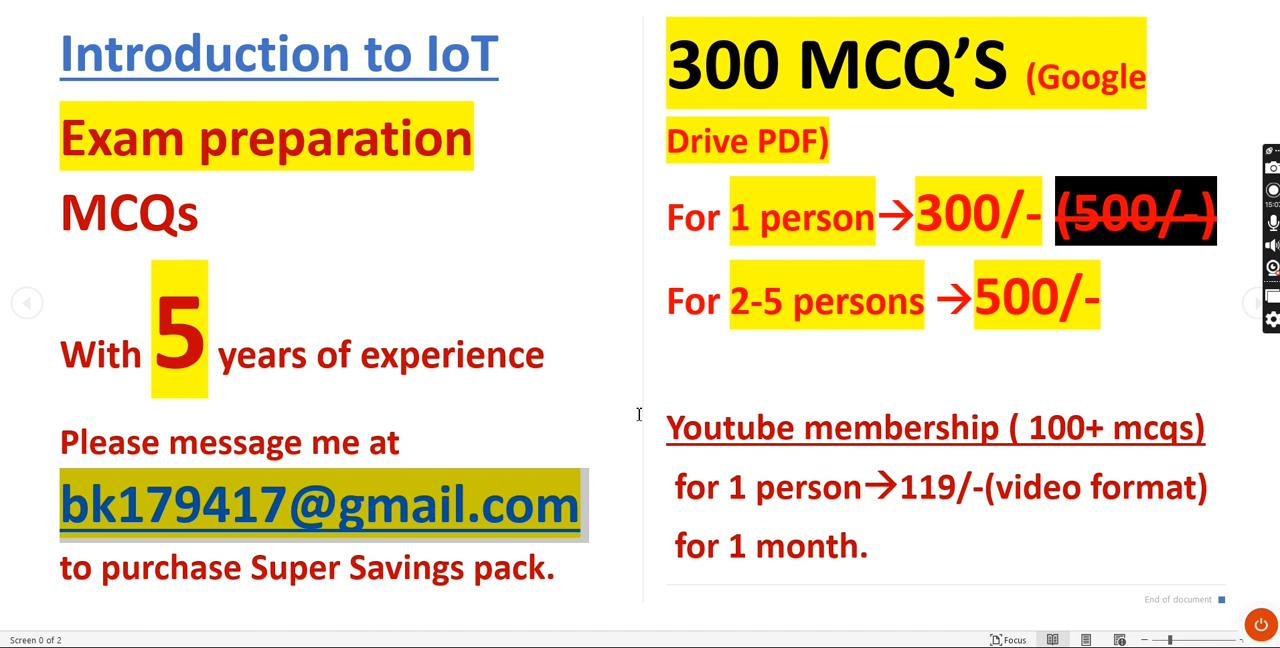 Introduction to IoT
Exam preparation
MCQs
With 5 years of experience
Please message me at
bk179417@gmail.com
to purchase Super Savings pack.
300 MCQ’S (Google
Drive PDF)
For 1 person→300/- (500/-)
For 2-5 persons →500/-
Youtube membership ( 100+ mcqs)
for 1 person→119/-(video format)
for 1 month.
End of document
Screen 0 of 2
Focus